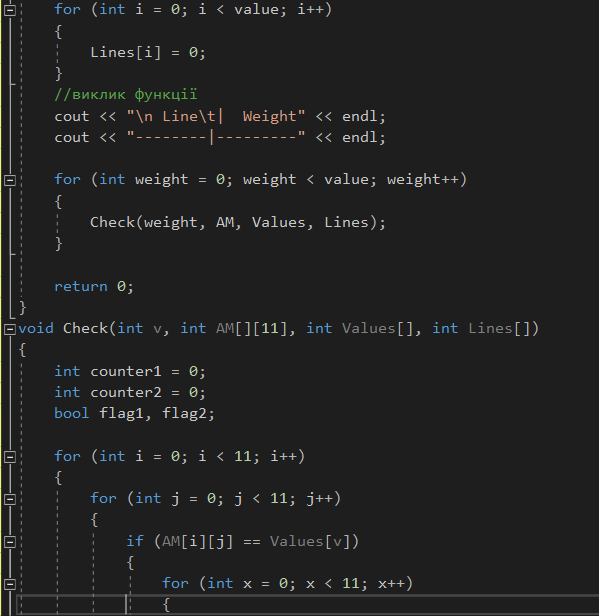 for (int i = 0; i < value; i++)
{
Lines[i] = 0;
}
//виклик функції
cout << "\n Line\t|  Weight" << endl;
cout << "--------|---------" << endl;
for (int weight = 0; weight < value; weight++)
{
Check(weight, AM, Values, Lines);
}
return 0;
}
void Check(int v, int AM[][11], int Values[], int Lines[])
{
int counter1 = 0;
int counter2 = 0;
bool flag1, flag2;
for (int i = 0; i < 11; i++)
{
for (int j = 0; j < 11; j++)
{
if (AM[i][j] == Values[v])
{
for (int x = 0; x < 11; x++)
{